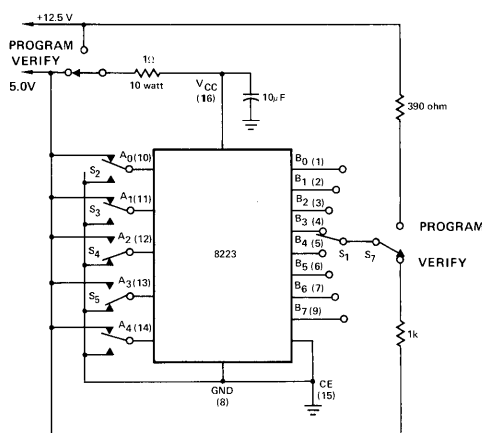 +12.5 V
PROGRAM
VERIFY
5.0V
1Ω
10 watt
VCC
(16)
10μF
390 ohm
A0(10)
S2
A1(11)
S3
A2 (12)
S4
A3(13)
S5
A4 (14)
8223
B0 (1)
B1 (2)
B2 (3)
B3 (4)
B4 (5)
B5 (6)
B6 (7)
B7 (9)
S1
S7
PROGRAM
VERIFY
1k
GND
(8)
CE
(15)